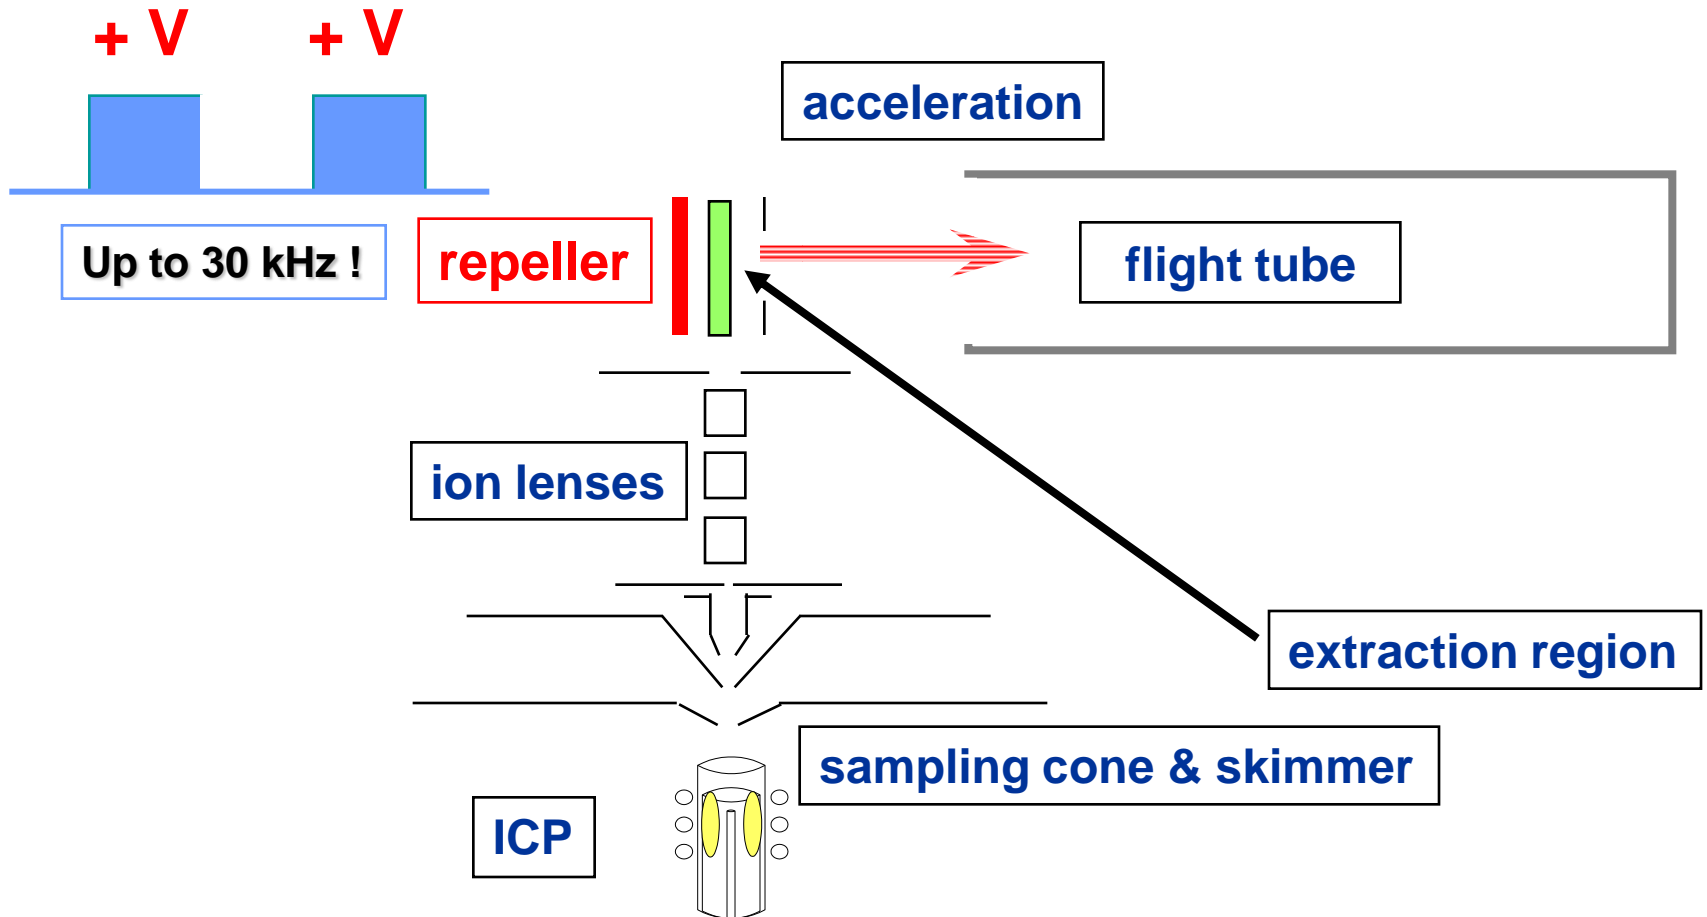 + V
+ V
acceleration
Up to 30 kHz !
repeller
flight tube
ion lenses
extraction region
sampling cone & skimmer
ICP